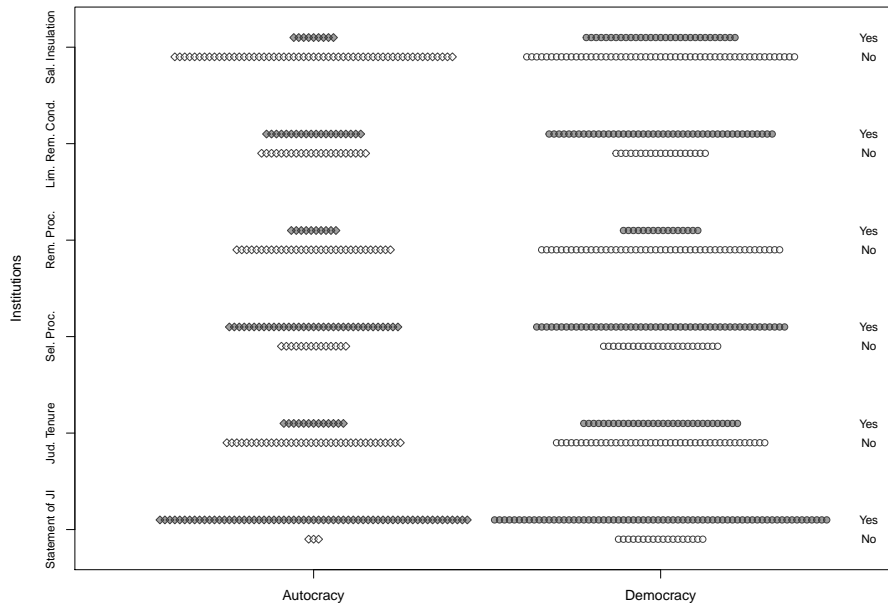 Sal. Insulation
Yes
No
Lim. Rem. Cond.
Yes
No
Rem. Proc.
Yes
No
Institutions
Sel. Proc.
Yes
No
Jud. Tenure
Yes
No
Statement of JI
Yes
No
Autocracy
Democracy